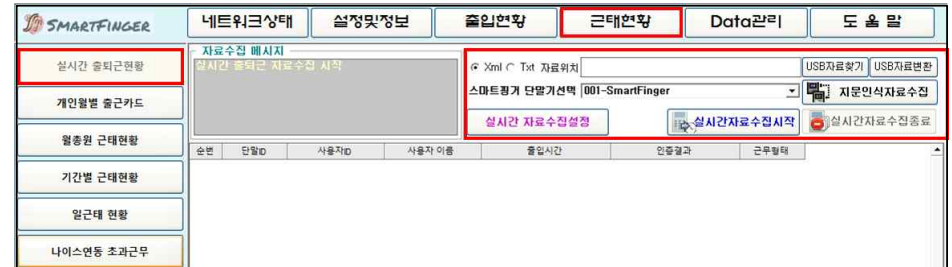 SMARTFINGER
네트워크상태 설정및정보 출입현황 근태현황 Data관리 도 움 말
실시간 출퇴근현황
개인월별 출근카드
월총원 근태현황
기간별 근태현황
일근태 현황
나이스연동 초과근무
자료수집 메시지
실시간 출퇴근 자료수집 시작
Xml Txt 자료위치 USB자료찾기 USB자료변환
스마트핑거 단말기선택 001-SmartFinger 지문인식자료수집
실시간 자료수집설정 실시간자료수집시작 실시간자료수집종료
순번 단말ID 사용자ID 사용자 이름 출입시간 인증결과 근무형태